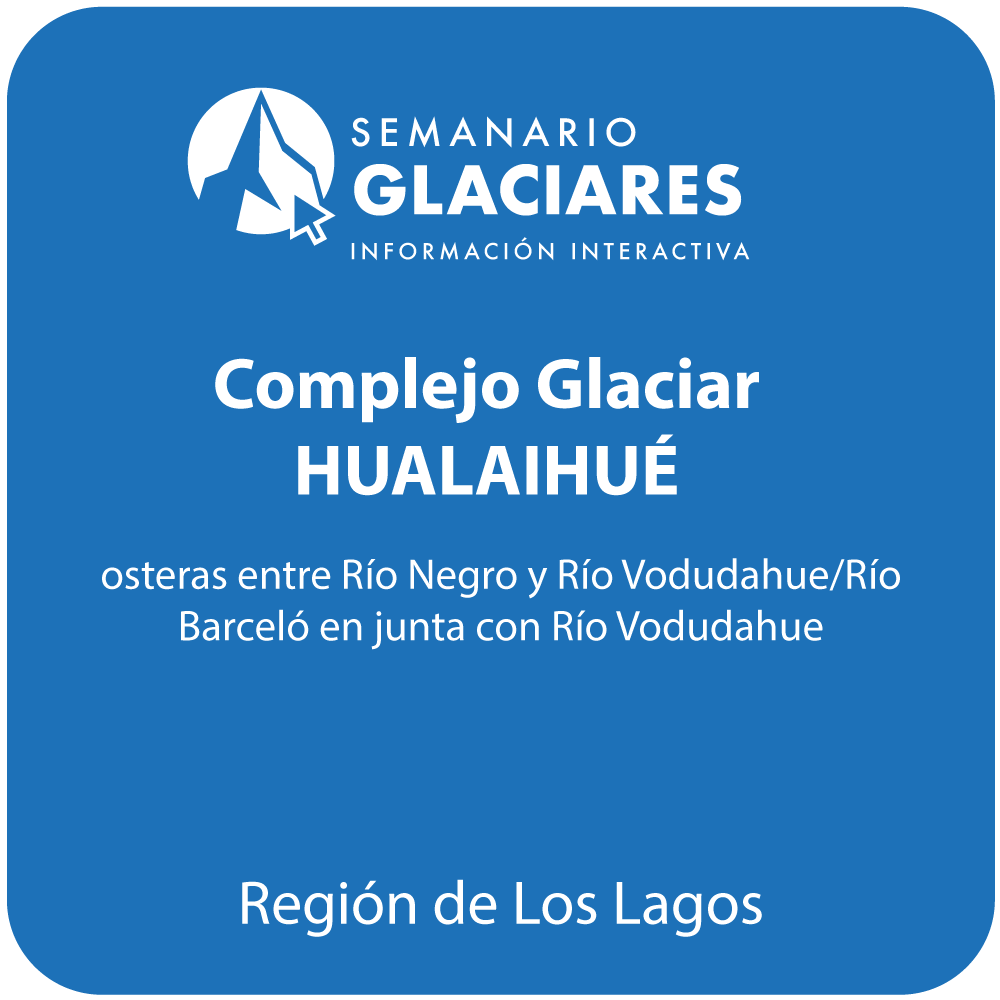 SEMANARIO
GLACIARES
INFORMACIÓN INTERACTIVA
Complejo Glaciar
HUALAIHUÉ
osteras entre Río Negro y Río Vodudahue/Río
Barceló en junta con Río Vodudahue
Región de Los Lagos